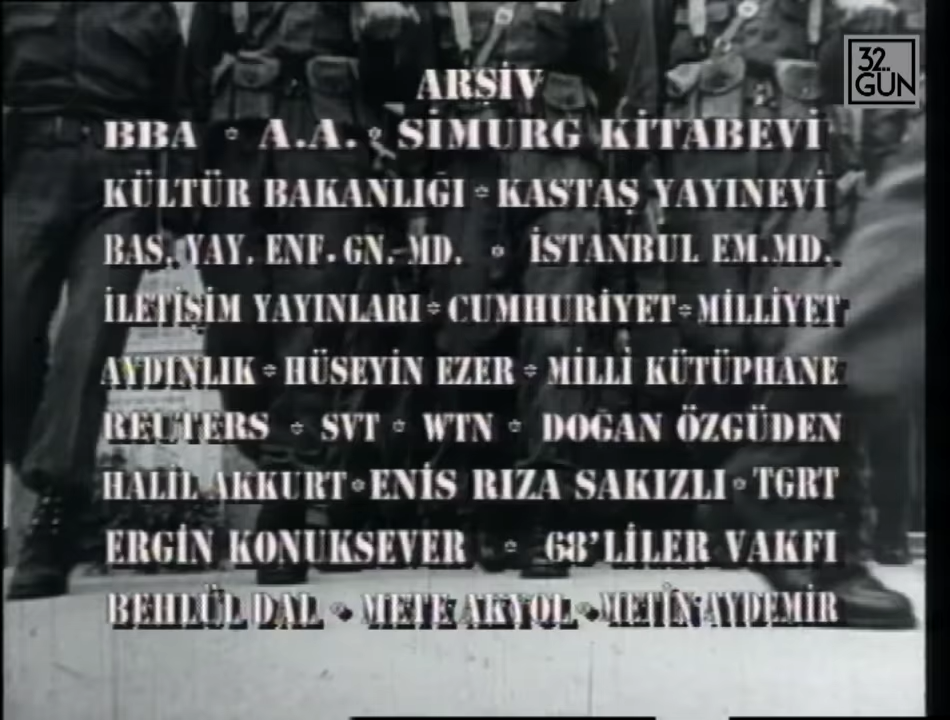 32.
GÜN
ARŞİV
BBA * A.A. * SİMURG KİTABEVİ
KÜLTÜR BAKANLIĞI * KASTAŞ YAYINEVİ
BAS. YAY. ENF. GN. MD. * İSTANBUL EM.MD.
İLETİŞİM YAYINLARI * CUMHURİYET * MİLLİYET
AYDINLIK * HÜSEYİN EZER * MİLLİ KÜTÜPHANE
REUTERS * SVT * WTN * DOĞAN ÖZGÜDEN
HALİL AKKURT * ENİS RIZA SAKIZLI * TGRT
ERGİN KONUKSEVER * 68'LİLER VAKFI
BEHLÜL DAL * METE AKYOL * METİN AYDEMİR